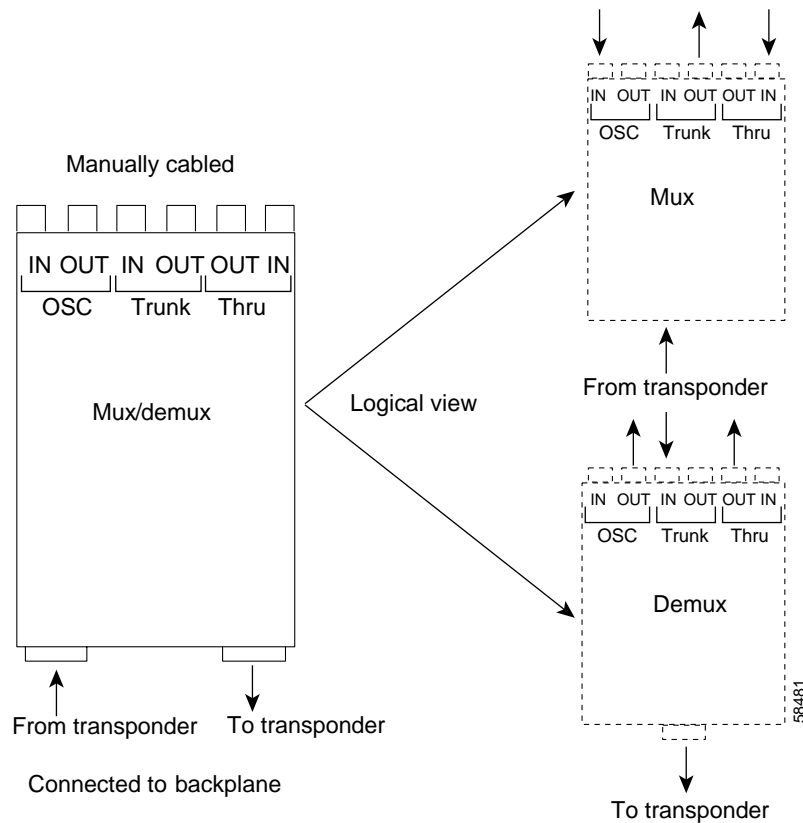 Manually cabled
IN OUT IN OUT OUT IN
OSC Trunk Thru
Mux/demux
From transponder To transponder
Connected to backplane
Logical view
IN OUT IN OUT OUT IN
OSC Trunk Thru
Mux
From transponder
IN OUT IN OUT OUT IN
OSC Trunk Thru
Demux
To transponder
58481